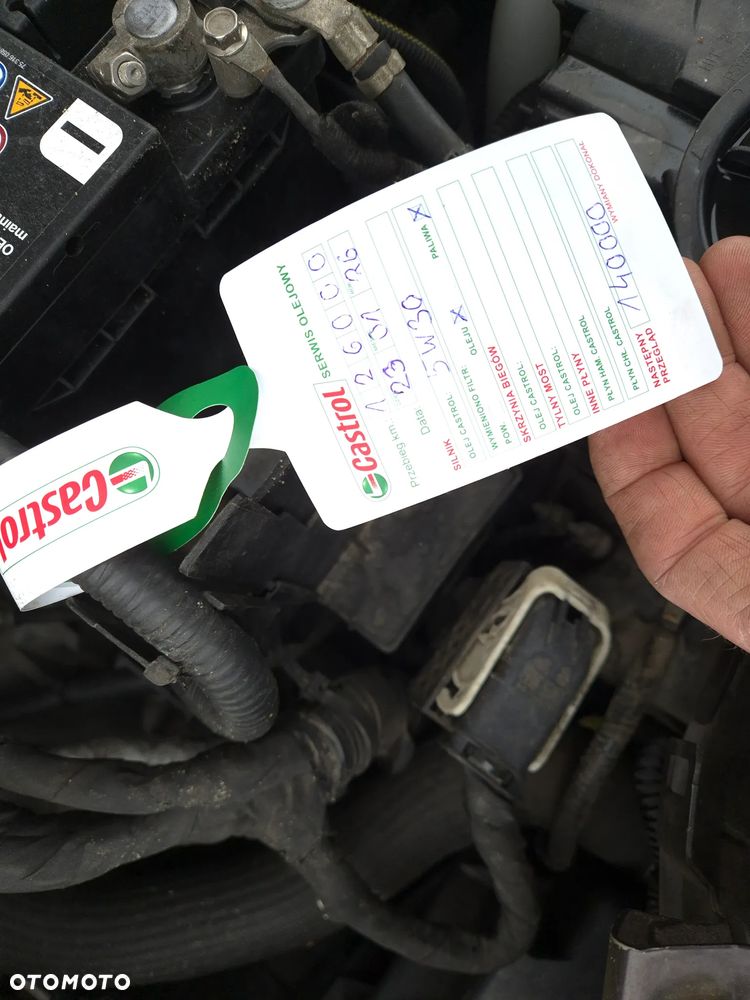 Castrol SERWIS OLEJOWY
Przebieg km: 126000
Data: 23 01 26
SILNIK
OLEJ CASTROL: 5W30
WYMIENIONO FILTR: OLEJU X PALIWA X
POW.
SKRZYNIA BIEGÓW
OLEJ CASTROL:
TYLNY MOST
OLEJ CASTROL:
INNE PŁYNY
PŁYN HAM. CASTROL
PŁYN CHŁ. CASTROL
NASTĘPNY PRZEGLĄD 140000 WYMIANY DOKONAŁ
Castrol
OTOMOTO